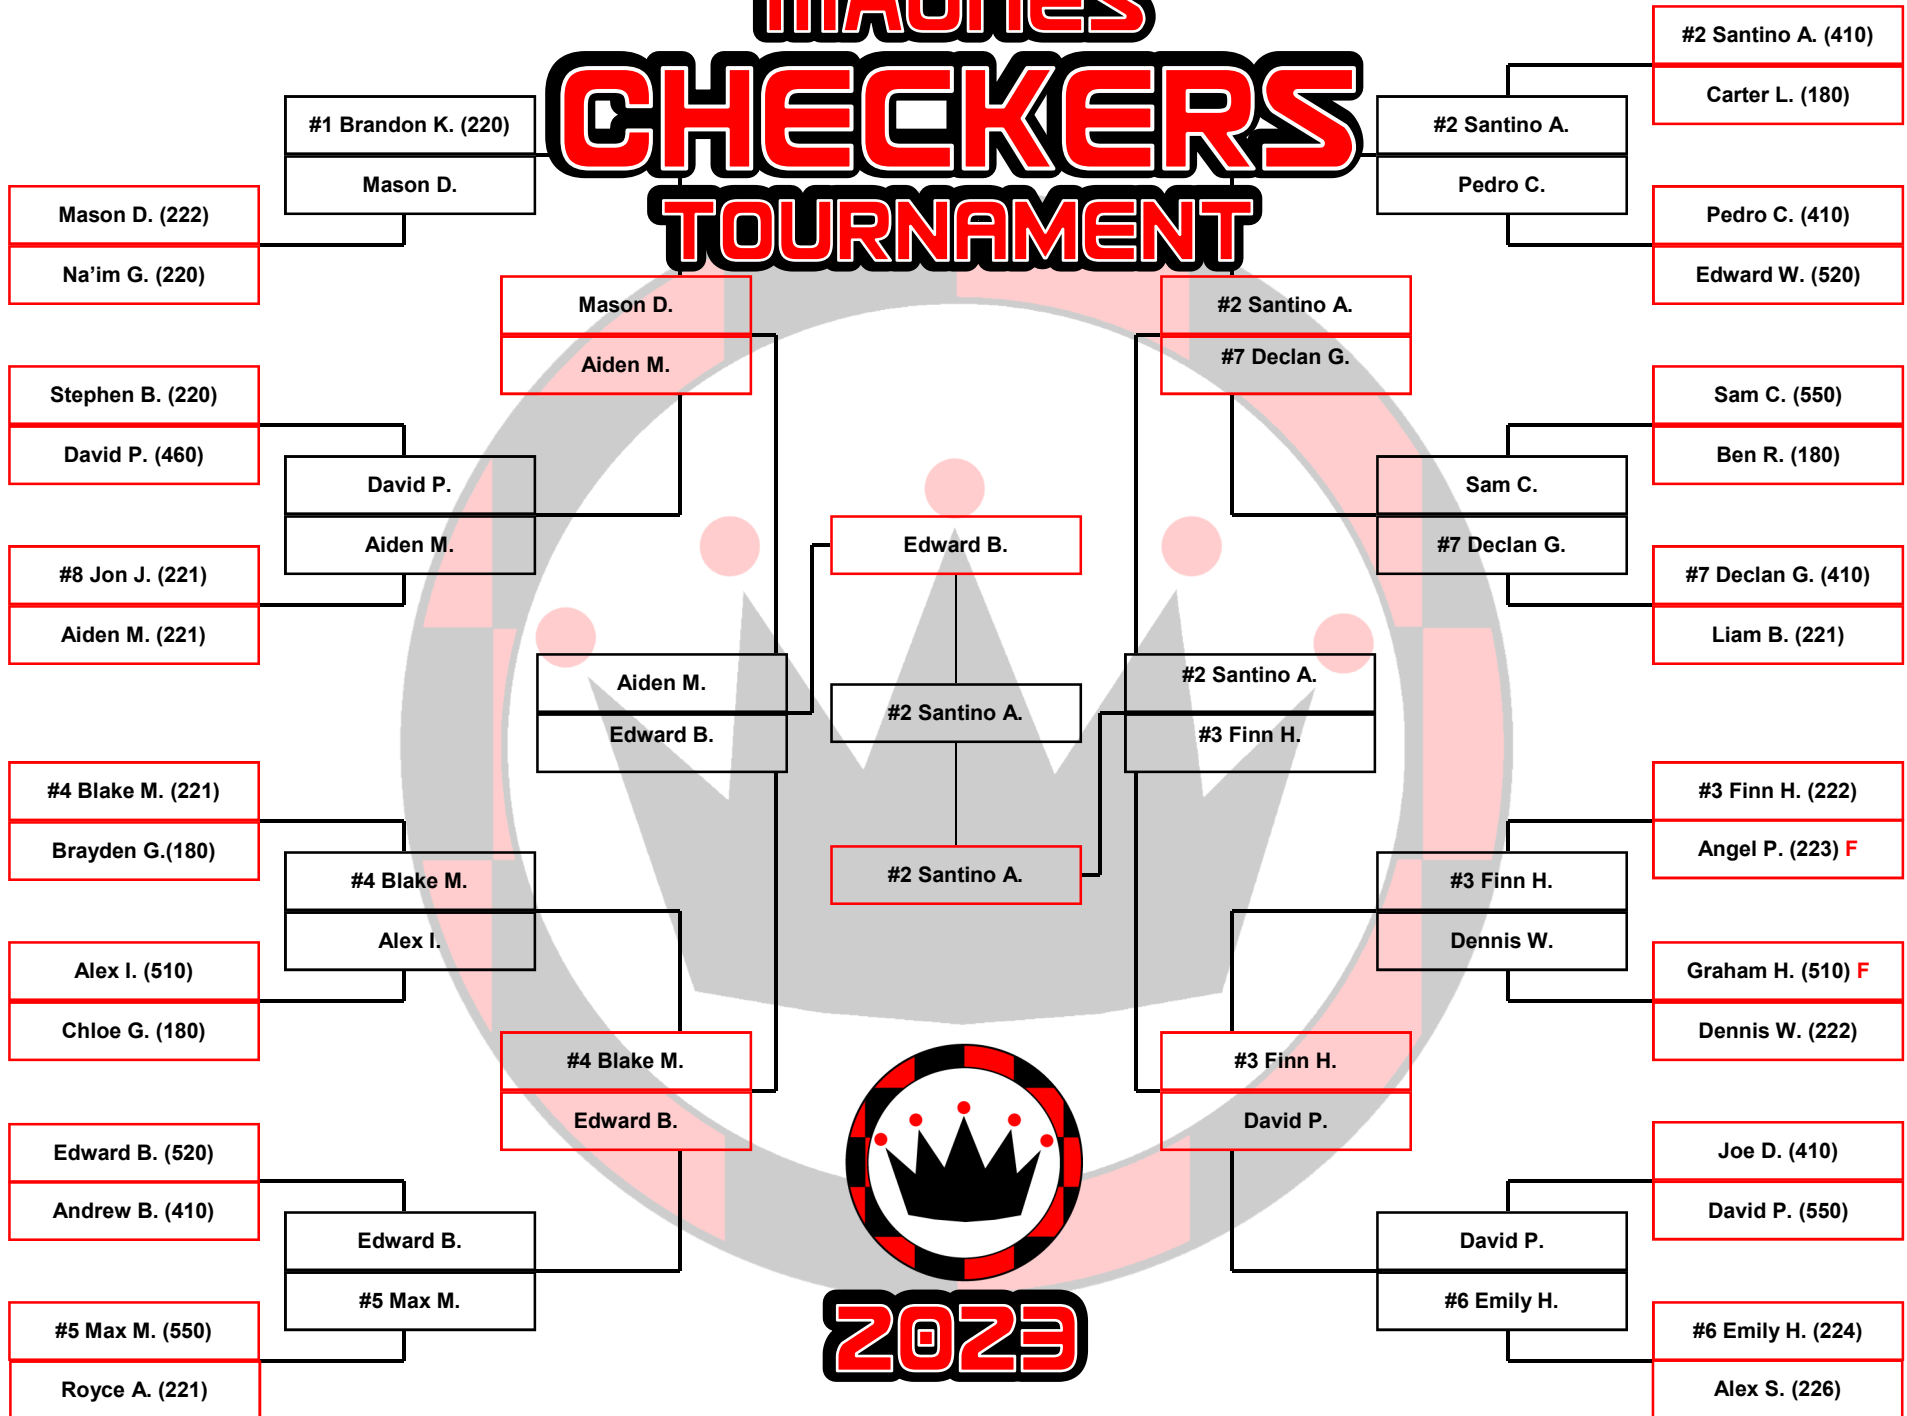 CHECKERS
TOURNAMENT
#1 Brandon K. (220)
Mason D.
Mason D. (222)
Na’im G. (220)
Stephen B. (220)
David P. (460)
David P.
Aiden M.
#8 Jon J. (221)
Aiden M. (221)
Mason D.
Aiden M.
#4 Blake M. (221)
Brayden G.(180)
#4 Blake M.
Alex I.
Alex I. (510)
Chloe G. (180)
Edward B. (520)
Andrew B. (410)
Edward B.
#5 Max M.
#5 Max M. (550)
Royce A. (221)
#4 Blake M.
Edward B.
Aiden M.
Edward B.
Edward B.
#2 Santino A.
#2 Santino A.
#2 Santino A.
#3 Finn H.
#2 Santino A.
#7 Declan G.
#3 Finn H.
David P.
#2 Santino A.
Pedro C.
#2 Santino A. (410)
Carter L. (180)
Pedro C. (410)
Edward W. (520)
Sam C.
#7 Declan G.
Sam C. (550)
Ben R. (180)
#7 Declan G. (410)
Liam B. (221)
#3 Finn H.
Dennis W.
#3 Finn H. (222)
Angel P. (223) F
Graham H. (510) F
Dennis W. (222)
David P.
#6 Emily H.
Joe D. (410)
David P. (550)
#6 Emily H. (224)
Alex S. (226)
2023